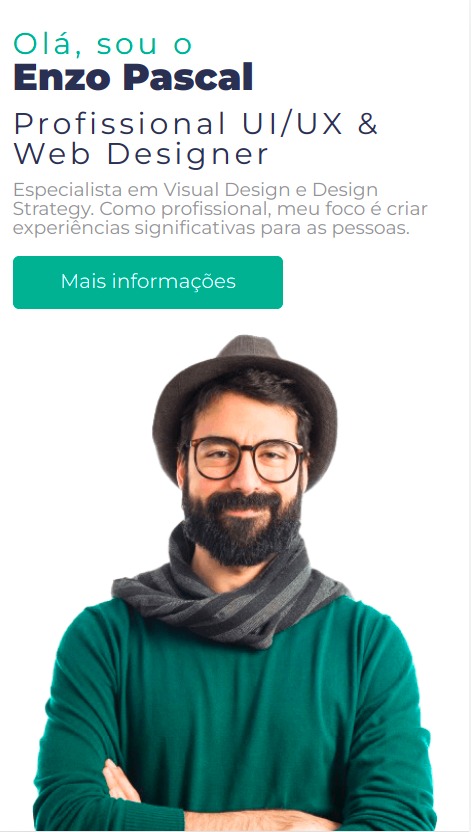 Olá, sou o
Enzo Pascal
Profissional UI/UX &
Web Designer
Especialista em Visual Design e Design
Strategy. Como profissional, meu foco é criar
experiências significativas para as pessoas.
Mais informações